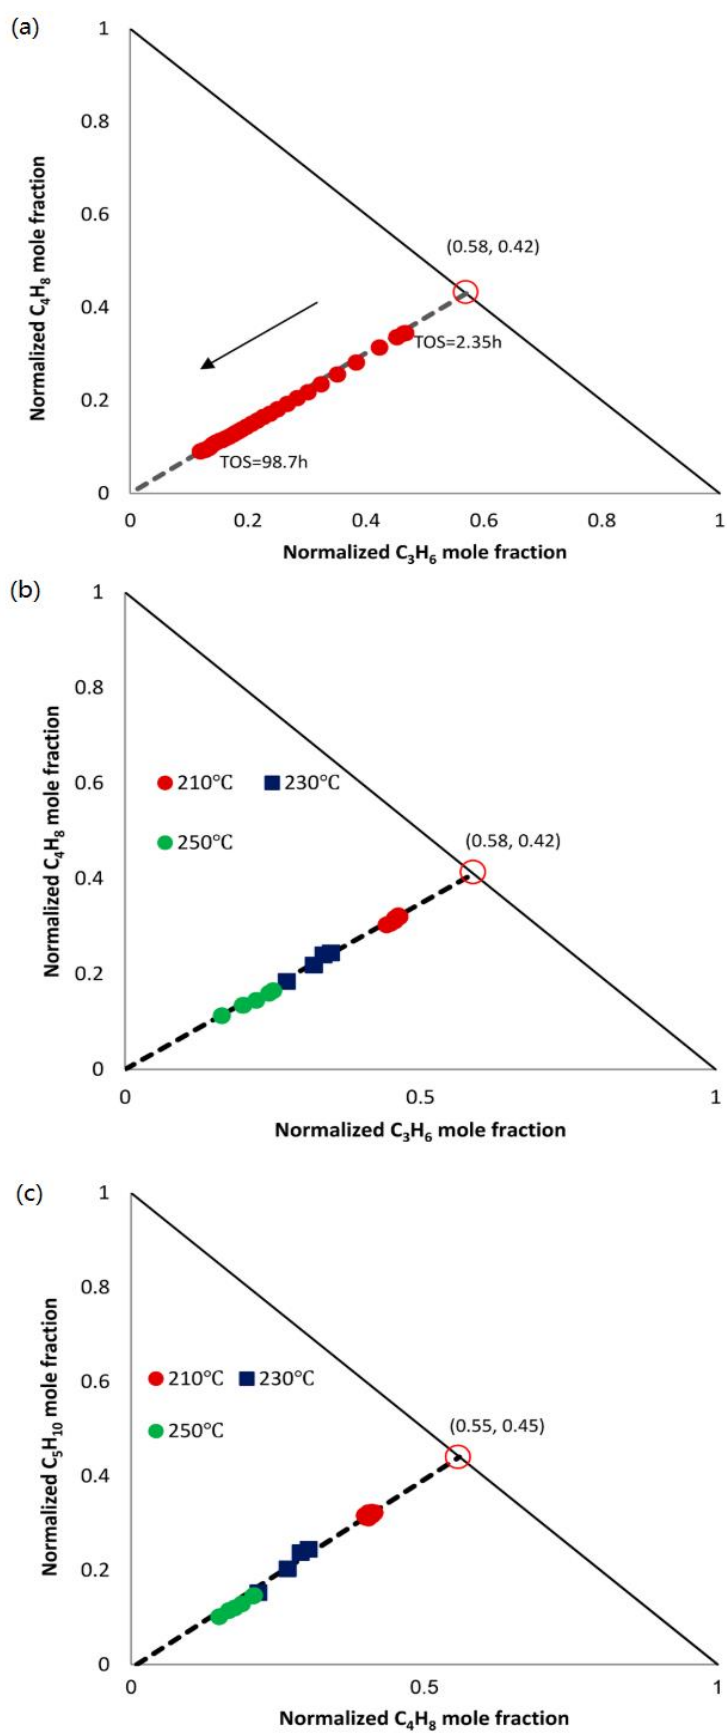 (a)
1
0.8
0.6
0.4
0.2
0
Normalized C₄H₈ mole fraction
(0.58, 0.42)
TOS=2.35h
TOS=98.7h
0 0.2 0.4 0.6 0.8 1
Normalized C₃H₆ mole fraction
(b)
1
0.8
0.6
0.4
0.2
0
Normalized C₄H₈ mole fraction
210℃ 230℃
250℃
(0.58, 0.42)
0 0.5 1
Normalized C₃H₆ mole fraction
(c)
1
0.8
0.6
0.4
0.2
0
Normalized C₅H₁₀ mole fraction
210℃ 230℃
250℃
(0.55, 0.45)
0 0.5 1
Normalized C₄H₈ mole fraction